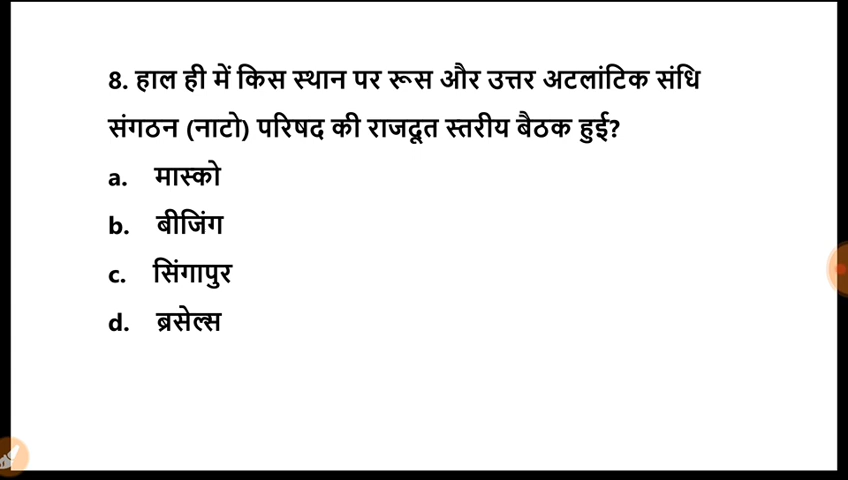 8. हाल ही में किस स्थान पर रूस और उत्तर अटलांटिक संधि
संगठन (नाटो) परिषद की राजदूत स्तरीय बैठक हुई?
a. मास्को
b. बीजिंग
c. सिंगापुर
d. ब्रसेल्स